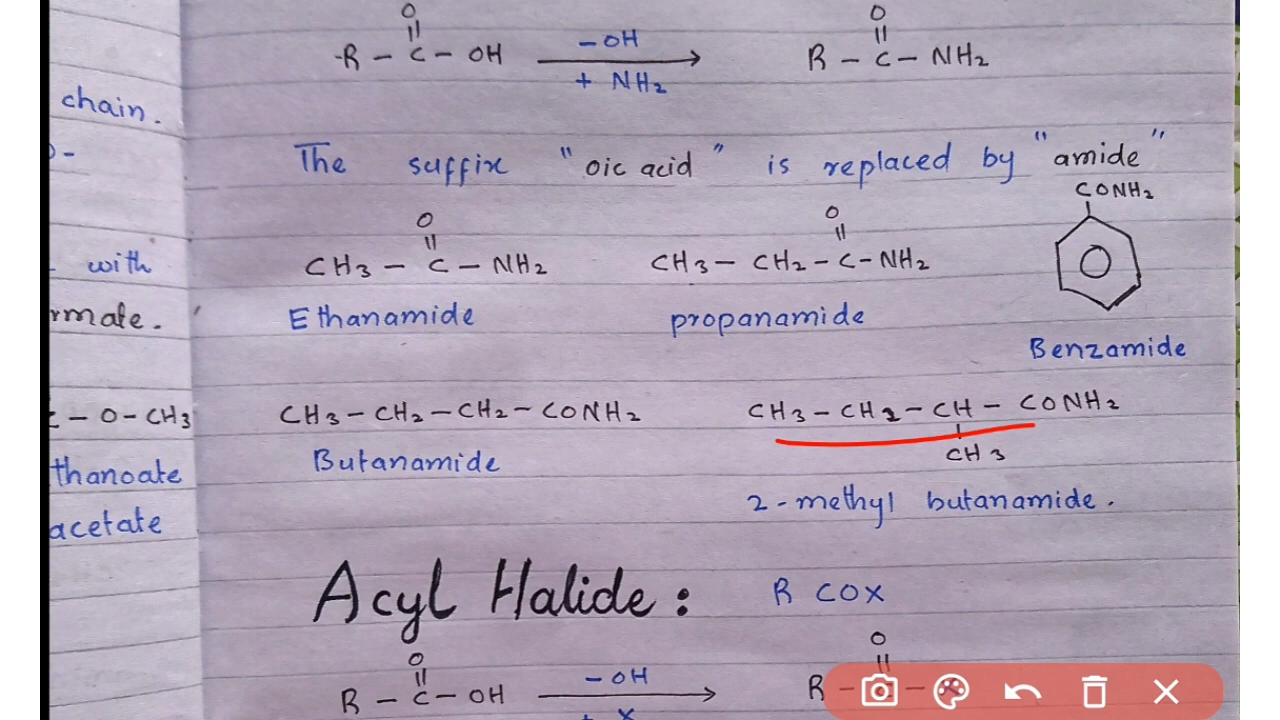 O
||
R – C – OH – OH + NH₂ → R – C – NH₂
O
||
chain.
The suffix "oic acid" is replaced by "amide"
CONH₂
O
||
CH₃ – C – NH₂
O
||
CH₃ – CH₂ – C – NH₂
with
Ethanamide
propanamide
Benzamide
– O – CH₃
CH₃ – CH₂ – CH₂ – CONH₂
CH₃ – CH₂ – CH – CONH₂
CH₃
thanoate
Butanamide
2-methyl butanamide.
acetate
Acyl Halide :
R COX
O
||
R – C – OH – OH + X →
O
||
R –